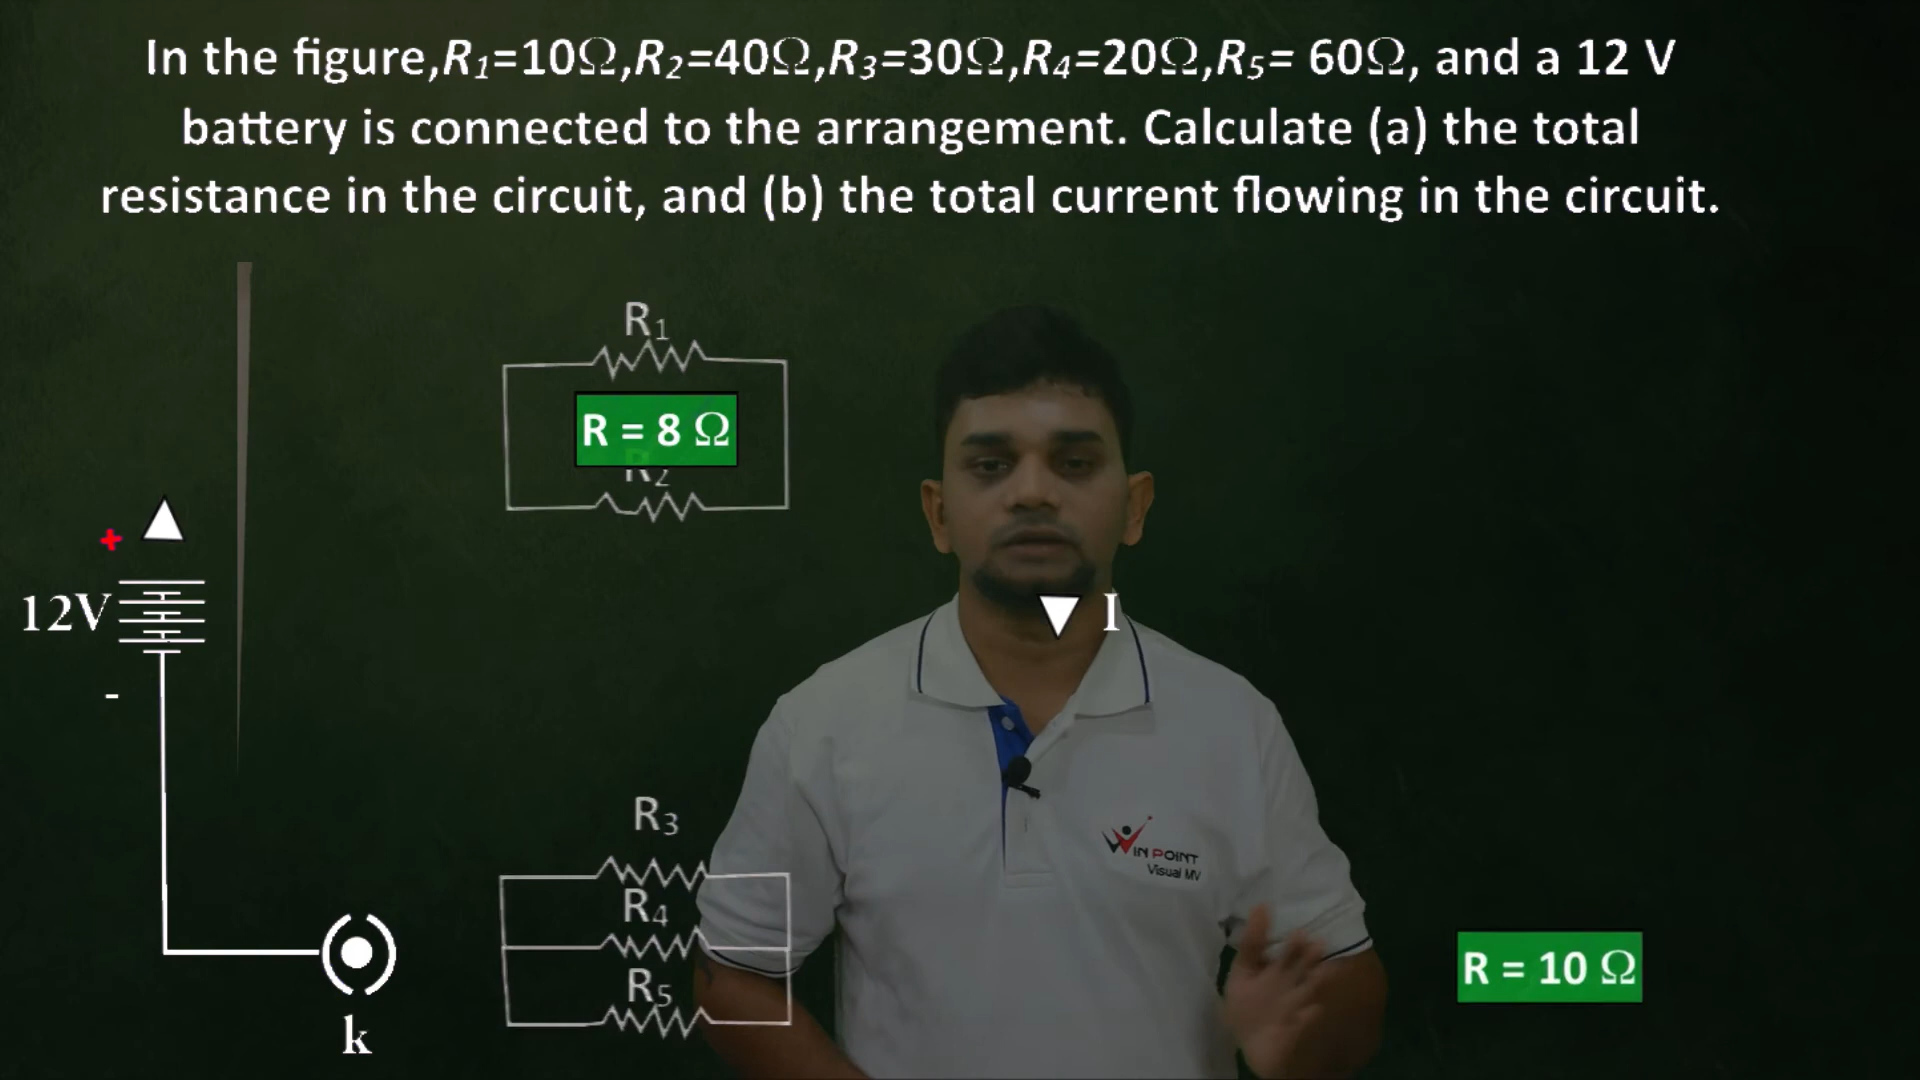 In the figure,R1=10Ω,R2=40Ω,R3=30Ω,R4=20Ω,R5= 60Ω, and a 12 V
battery is connected to the arrangement. Calculate (a) the total
resistance in the circuit, and (b) the total current flowing in the circuit.
R1
R = 8 Ω
R2
+
12V
-
I
R3
R4
R5
k
WIN POINT
Visual MV
R = 10 Ω